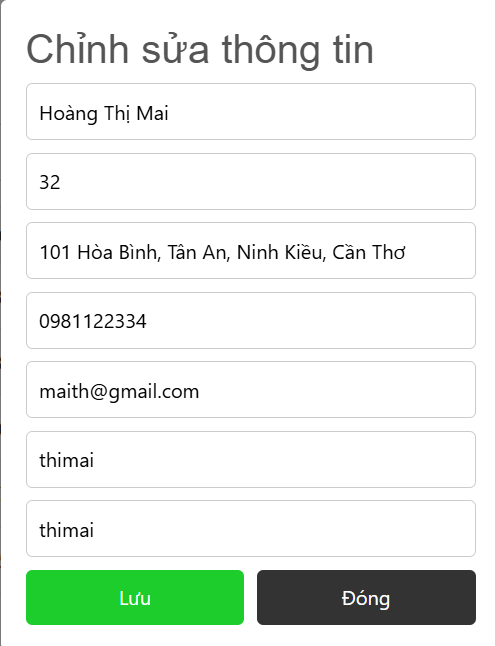 Chỉnh sửa thông tin
Hoàng Thị Mai
32
101 Hòa Bình, Tân An, Ninh Kiều, Cần Thơ
0981122334
maith@gmail.com
thimai
thimai
Lưu Đóng